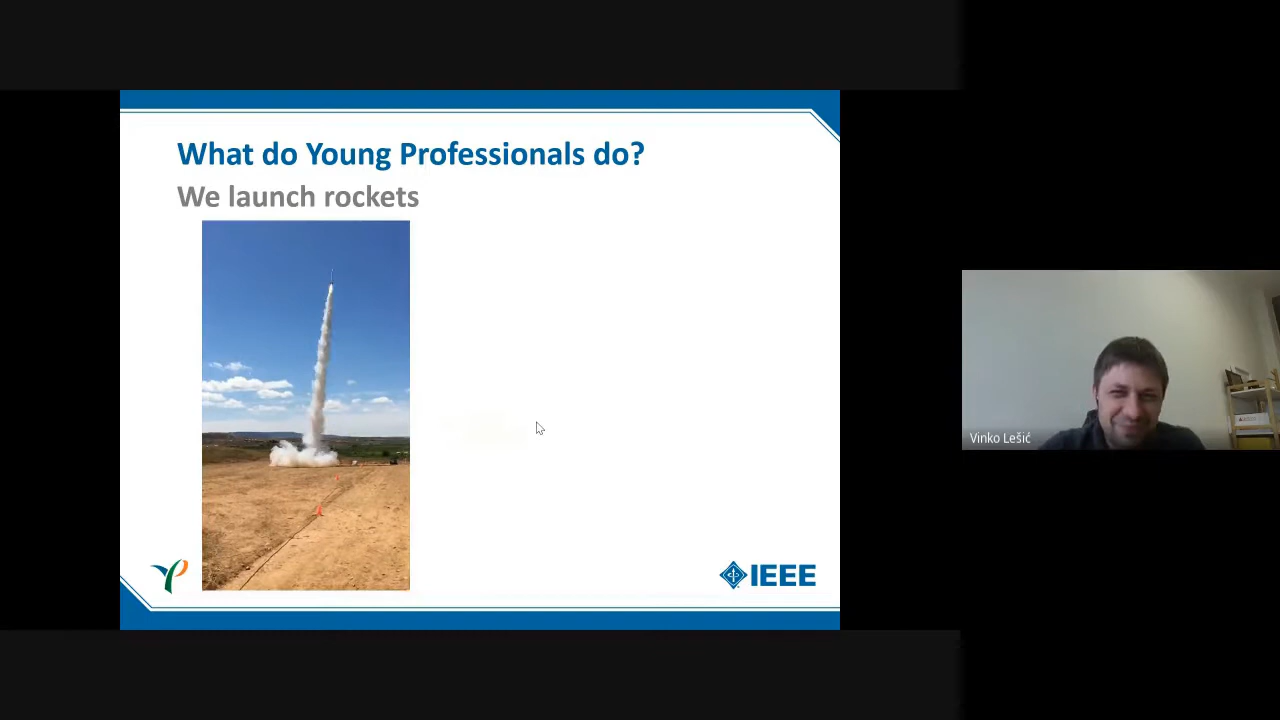 What do Young Professionals do?
We launch rockets
IEEE
Vinko Lešić